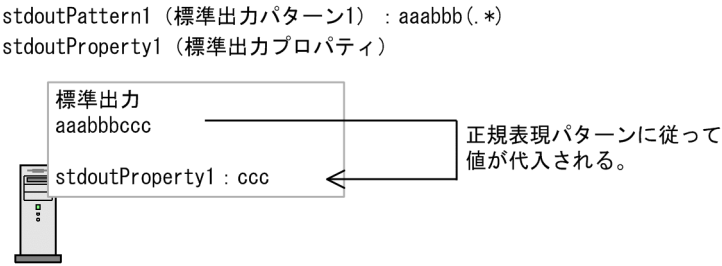 stdoutPattern1（標準出力パターン1）：aaabbb(.*)
stdoutProperty1（標準出力プロパティ）
標準出力
aaabbbccc
stdoutProperty1：ccc
正規表現パターンに従って
値が代入される。